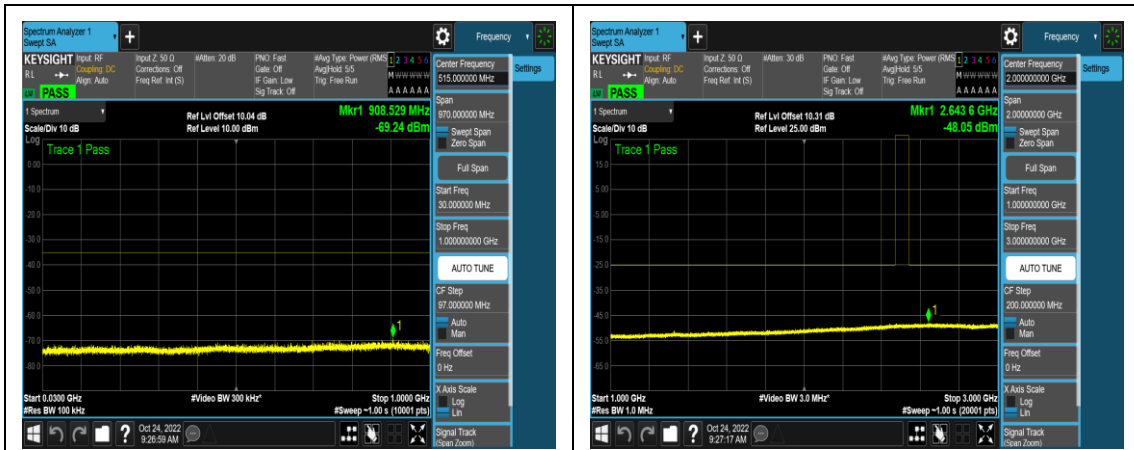 Spectrum Analyzer 1
Swept SA
+
Frequency
KEYSIGHT Input: RF
RL
Coupling: DC
Align: Auto
LXI PASS
Input Z: 50 Ω
Corrections: Off
Freq Ref: Int (S)
#Atten: 20 dB
PNO: Fast
Gate: Off
IF Gain: Low
Sig Track: Off
#Avg Type: Power (RMS
Avg|Hold: 5/5
Trig: Free Run
1 2 3 4 5 6
M W W W W W
A A A A A A
1 Spectrum
Scale/Div 10 dB
Ref Lvl Offset 10.04 dB
Ref Level 10.00 dBm
Mkr1 908.529 MHz
-69.24 dBm
Log
Trace 1 Pass
0.00
-10.0
-20.0
-30.0
-40.0
-50.0
-60.0
-70.0
-80.0
1
Start 0.0300 GHz
#Res BW 100 kHz
#Video BW 300 kHz*
Stop 1.0000 GHz
#Sweep ~1.00 s (10001 pts)
Oct 24, 2022
9:26:59 AM
Center Frequency
515.000000 MHz
Settings
Span
970.000000 MHz
Swept Span
Zero Span
Full Span
Start Freq
30.000000 MHz
Stop Freq
1.000000000 GHz
AUTO TUNE
CF Step
97.000000 MHz
Auto
Man
Freq Offset
0 Hz
X Axis Scale
Log
Lin
Signal Track
(Span Zoom)
Spectrum Analyzer 1
Swept SA
+
Frequency
KEYSIGHT Input: RF
RL
Coupling: DC
Align: Auto
LXI PASS
Input Z: 50 Ω
Corrections: Off
Freq Ref: Int (S)
#Atten: 30 dB
PNO: Fast
Gate: Off
IF Gain: Low
Sig Track: Off
#Avg Type: Power (RMS
Avg|Hold: 5/5
Trig: Free Run
1 2 3 4 5 6
M W W W W W
A A A A A A
1 Spectrum
Scale/Div 10 dB
Ref Lvl Offset 10.31 dB
Ref Level 25.00 dBm
Mkr1 2.643 6 GHz
-48.05 dBm
Log
Trace 1 Pass
15.0
5.00
-5.00
-15.0
-25.0
-35.0
-45.0
-55.0
-65.0
1
Start 1.000 GHz
#Res BW 1.0 MHz
#Video BW 3.0 MHz*
Stop 3.000 GHz
#Sweep ~1.00 s (20001 pts)
Oct 24, 2022
9:27:17 AM
Center Frequency
2.000000000 GHz
Settings
Span
2.00000000 GHz
Swept Span
Zero Span
Full Span
Start Freq
1.000000000 GHz
Stop Freq
3.000000000 GHz
AUTO TUNE
CF Step
200.000000 MHz
Auto
Man
Freq Offset
0 Hz
X Axis Scale
Log
Lin
Signal Track
(Span Zoom)